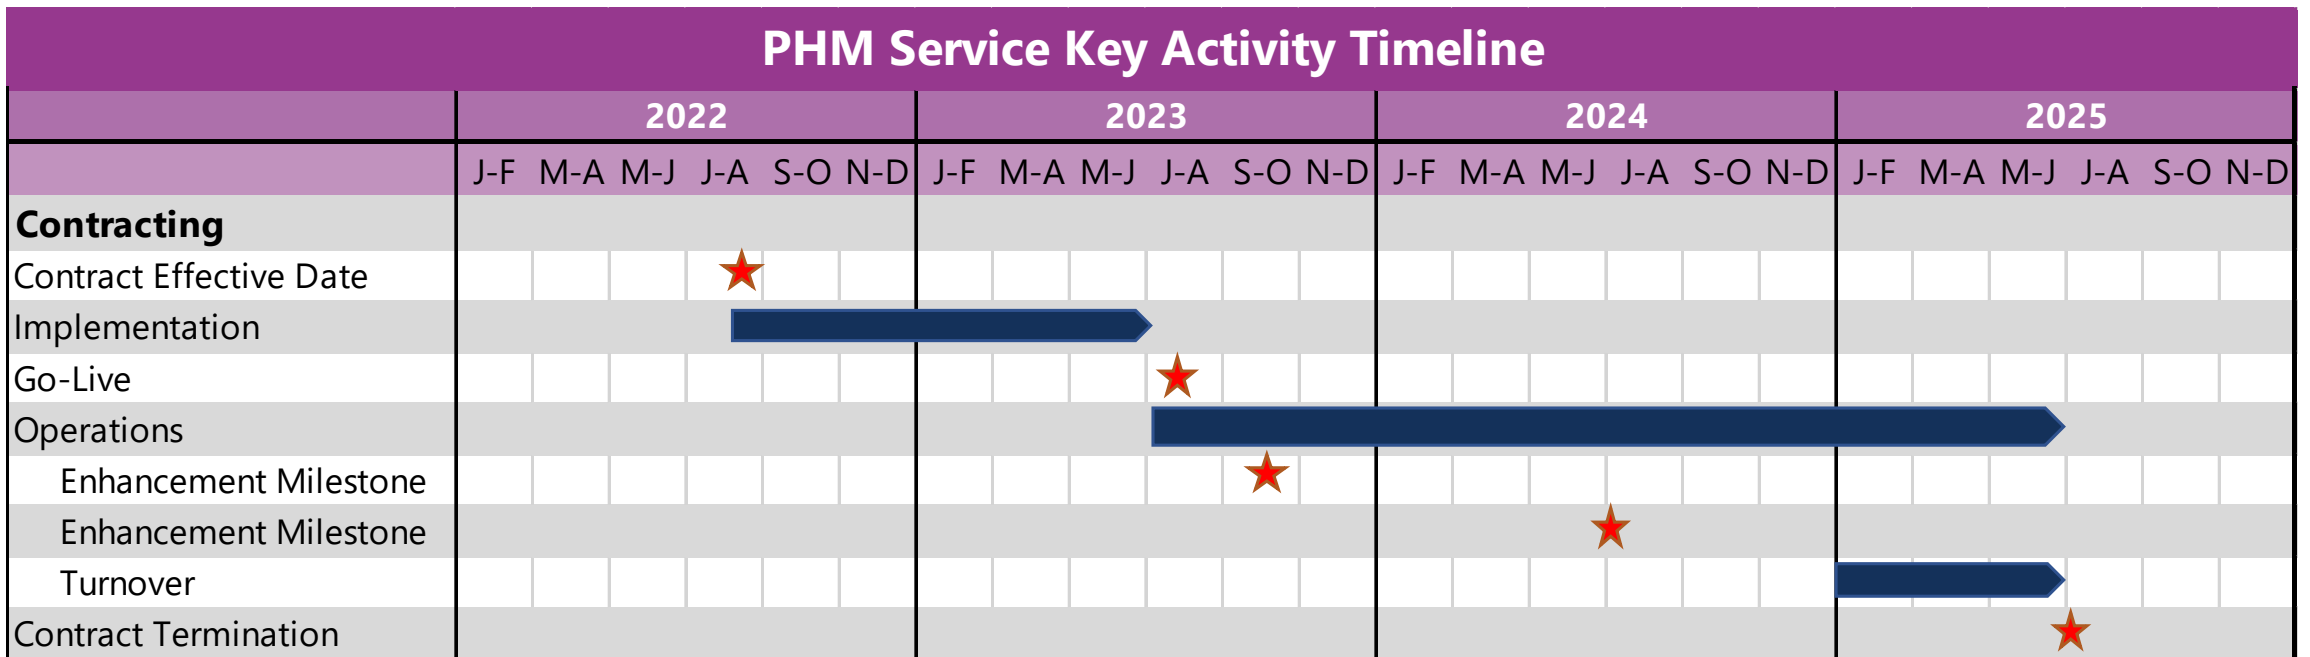 PHM Service Key Activity Timeline
2022 2023 2024 2025
J-F M-A M-J J-A S-O N-D J-F M-A M-J J-A S-O N-D J-F M-A M-J J-A S-O N-D J-F M-A M-J J-A S-O N-D
Contracting
Contract Effective Date
Implementation
Go-Live
Operations
Enhancement Milestone
Enhancement Milestone
Turnover
Contract Termination